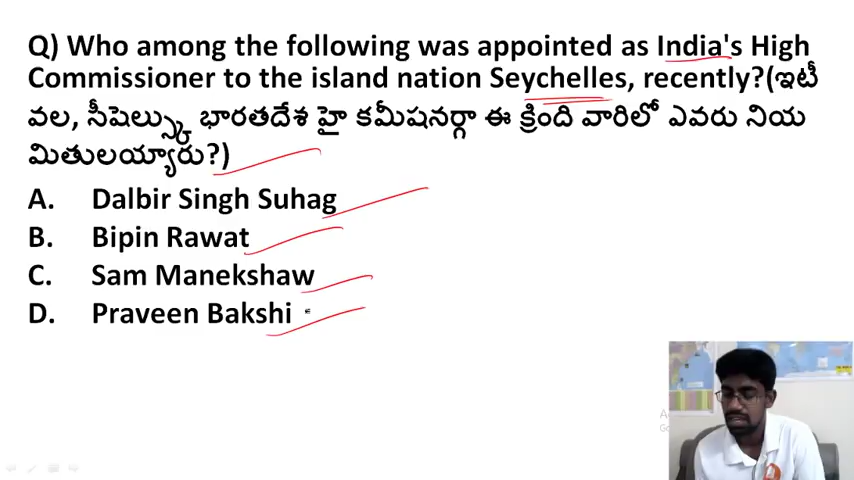 Q) Who among the following was appointed as India's High
Commissioner to the island nation Seychelles, recently?(ఇటీ
వల, సీషెల్స్కు భారతదేశ హై కమీషనర్గా ఈ క్రింది వారిలో ఎవరు నియ
మితులయ్యారు?)
A. Dalbir Singh Suhag
B. Bipin Rawat
C. Sam Manekshaw
D. Praveen Bakshi